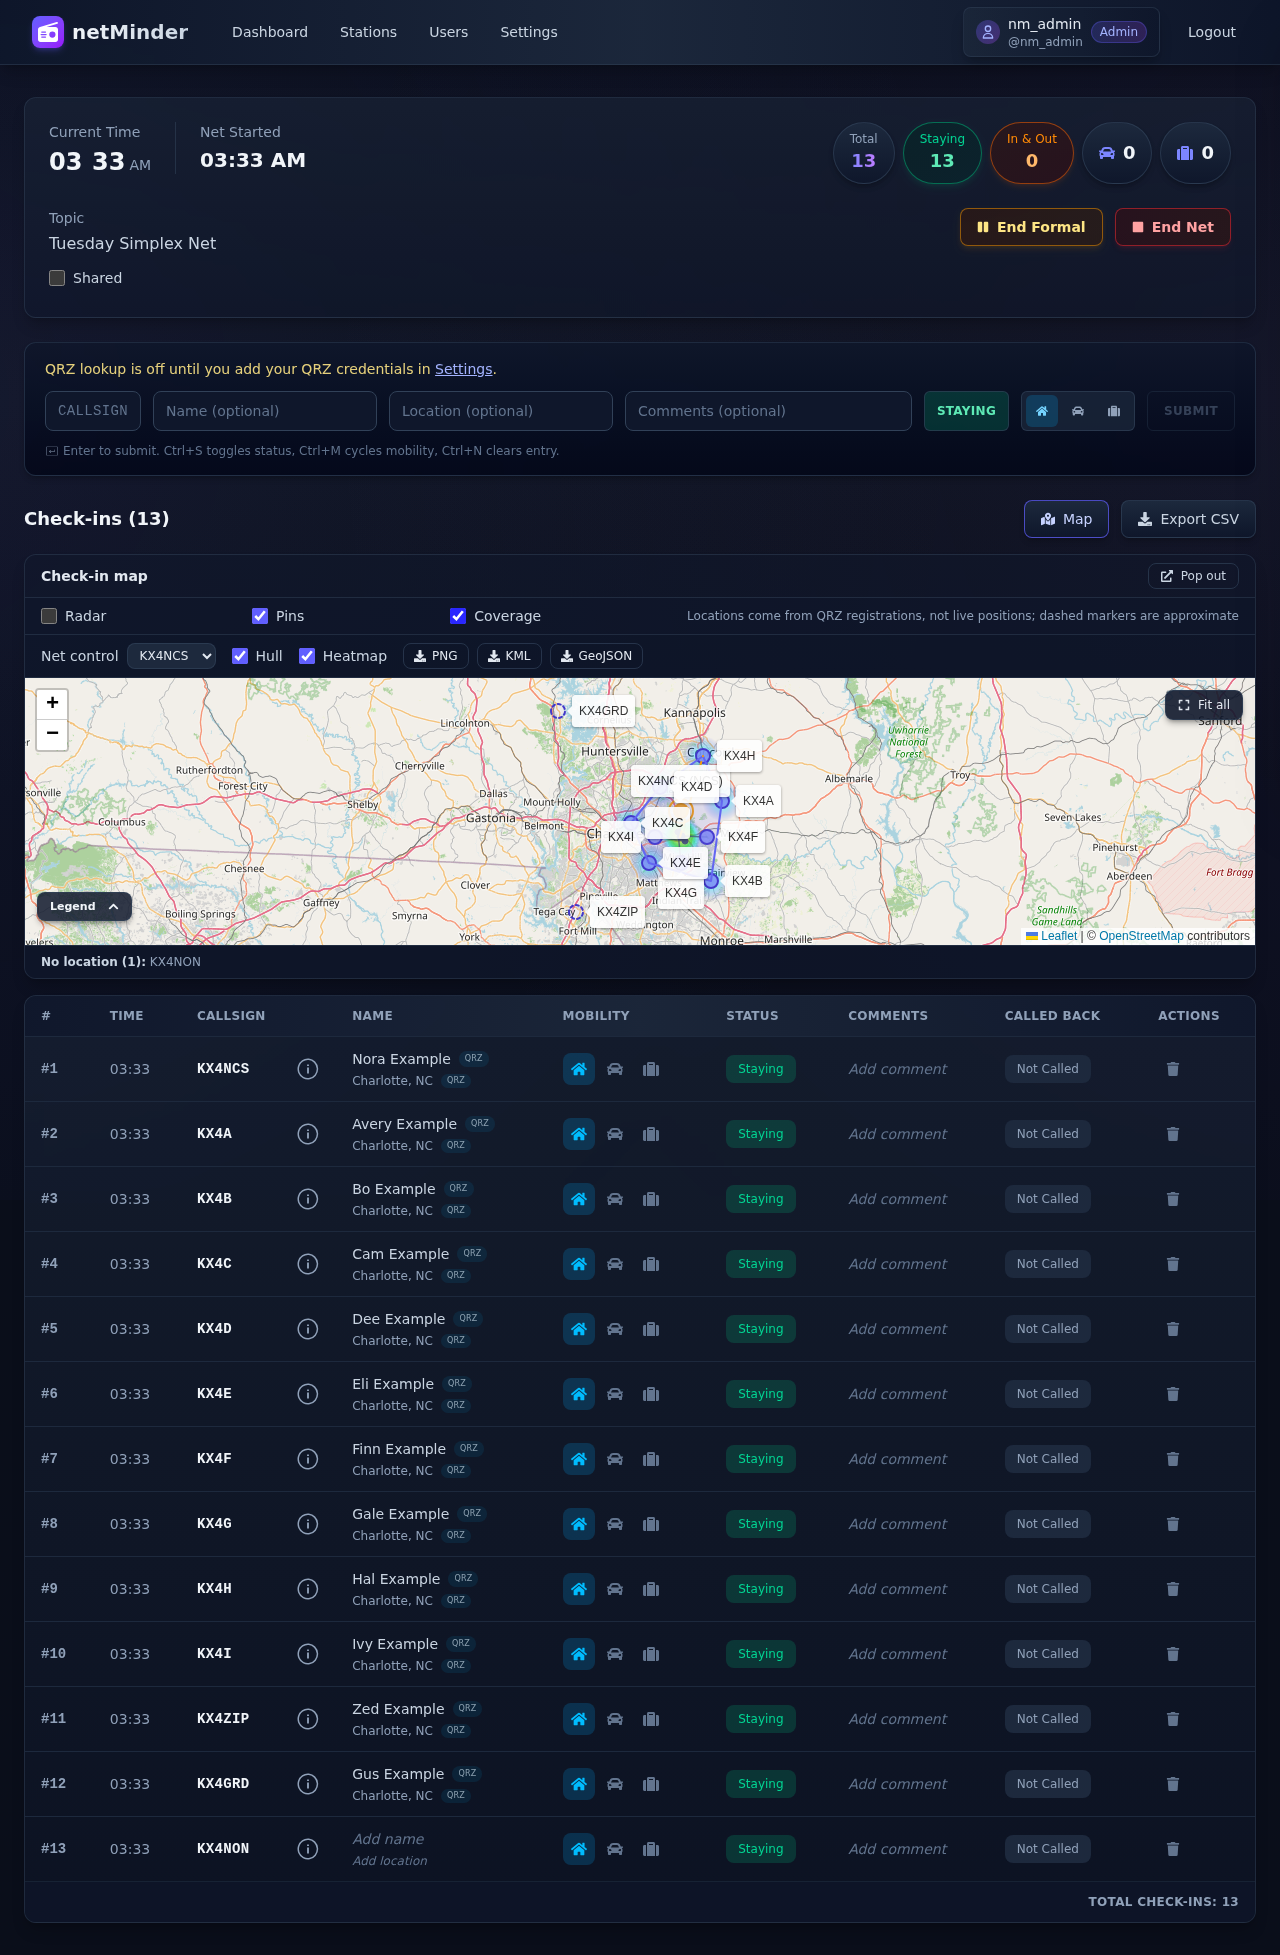 netMinder
Dashboard
Stations
Users
Settings
nm_admin
@nm_admin
Admin
Logout
Current Time
03 33 AM
Net Started
03:33 AM
Total
13
Staying
13
In & Out
0
0
0
Topic
Tuesday Simplex Net
Shared
End Formal
End Net
QRZ lookup is off until you add your QRZ credentials in Settings.
CALLSIGN
Name (optional)
Location (optional)
Comments (optional)
STAYING
SUBMIT
Enter to submit. Ctrl+S toggles status, Ctrl+M cycles mobility, Ctrl+N clears entry.
Check-ins (13)
Map
Export CSV
Check-in map
Pop out
Radar
Pins
Coverage
Locations come from QRZ registrations, not live positions; dashed markers are approximate
Net control
KX4NCS
Hull
Heatmap
PNG
KML
GeoJSON
+
−
Fit all
KX4GRD
Kannapolis
Lincolnton
Sanford
Uwharrie
National
Forest
Huntersville
KX4H
Cherryville
Rutherfordton
Forest City
KX4D
Albemarle
Troy
Dallas
Mount Holly
KX4A
Shelby
Columbus
Gastonia
Belmont
KX4C
KX4I
KX4F
Seven Lakes
Pinehurst
Chesnee
KX4E
Aberdeen
Fort Bragg
Clover
KX4B
KX4G
Gaffney
Boiling Springs
Smyrna
Tega Cay
KX4ZIP
Sandhills
Game Land
Fort Mill
York
Monroe
Marshville
Legend
Leaflet | © OpenStreetMap contributors
No location (1): KX4NON
# TIME CALLSIGN NAME MOBILITY STATUS COMMENTS CALLED BACK ACTIONS
#1 03:33 KX4NCS Nora Example QRZ Staying Add comment Not Called
Charlotte, NC QRZ
#2 03:33 KX4A Avery Example QRZ Staying Add comment Not Called
Charlotte, NC QRZ
#3 03:33 KX4B Bo Example QRZ Staying Add comment Not Called
Charlotte, NC QRZ
#4 03:33 KX4C Cam Example QRZ Staying Add comment Not Called
Charlotte, NC QRZ
#5 03:33 KX4D Dee Example QRZ Staying Add comment Not Called
Charlotte, NC QRZ
#6 03:33 KX4E Eli Example QRZ Staying Add comment Not Called
Charlotte, NC QRZ
#7 03:33 KX4F Finn Example QRZ Staying Add comment Not Called
Charlotte, NC QRZ
#8 03:33 KX4G Gale Example QRZ Staying Add comment Not Called
Charlotte, NC QRZ
#9 03:33 KX4H Hal Example QRZ Staying Add comment Not Called
Charlotte, NC QRZ
#10 03:33 KX4I Ivy Example QRZ Staying Add comment Not Called
Charlotte, NC QRZ
#11 03:33 KX4ZIP Zed Example QRZ Staying Add comment Not Called
Charlotte, NC QRZ
#12 03:33 KX4GRD Gus Example QRZ Staying Add comment Not Called
Charlotte, NC QRZ
#13 03:33 KX4NON Add name Staying Add comment Not Called
Add location
TOTAL CHECK-INS: 13